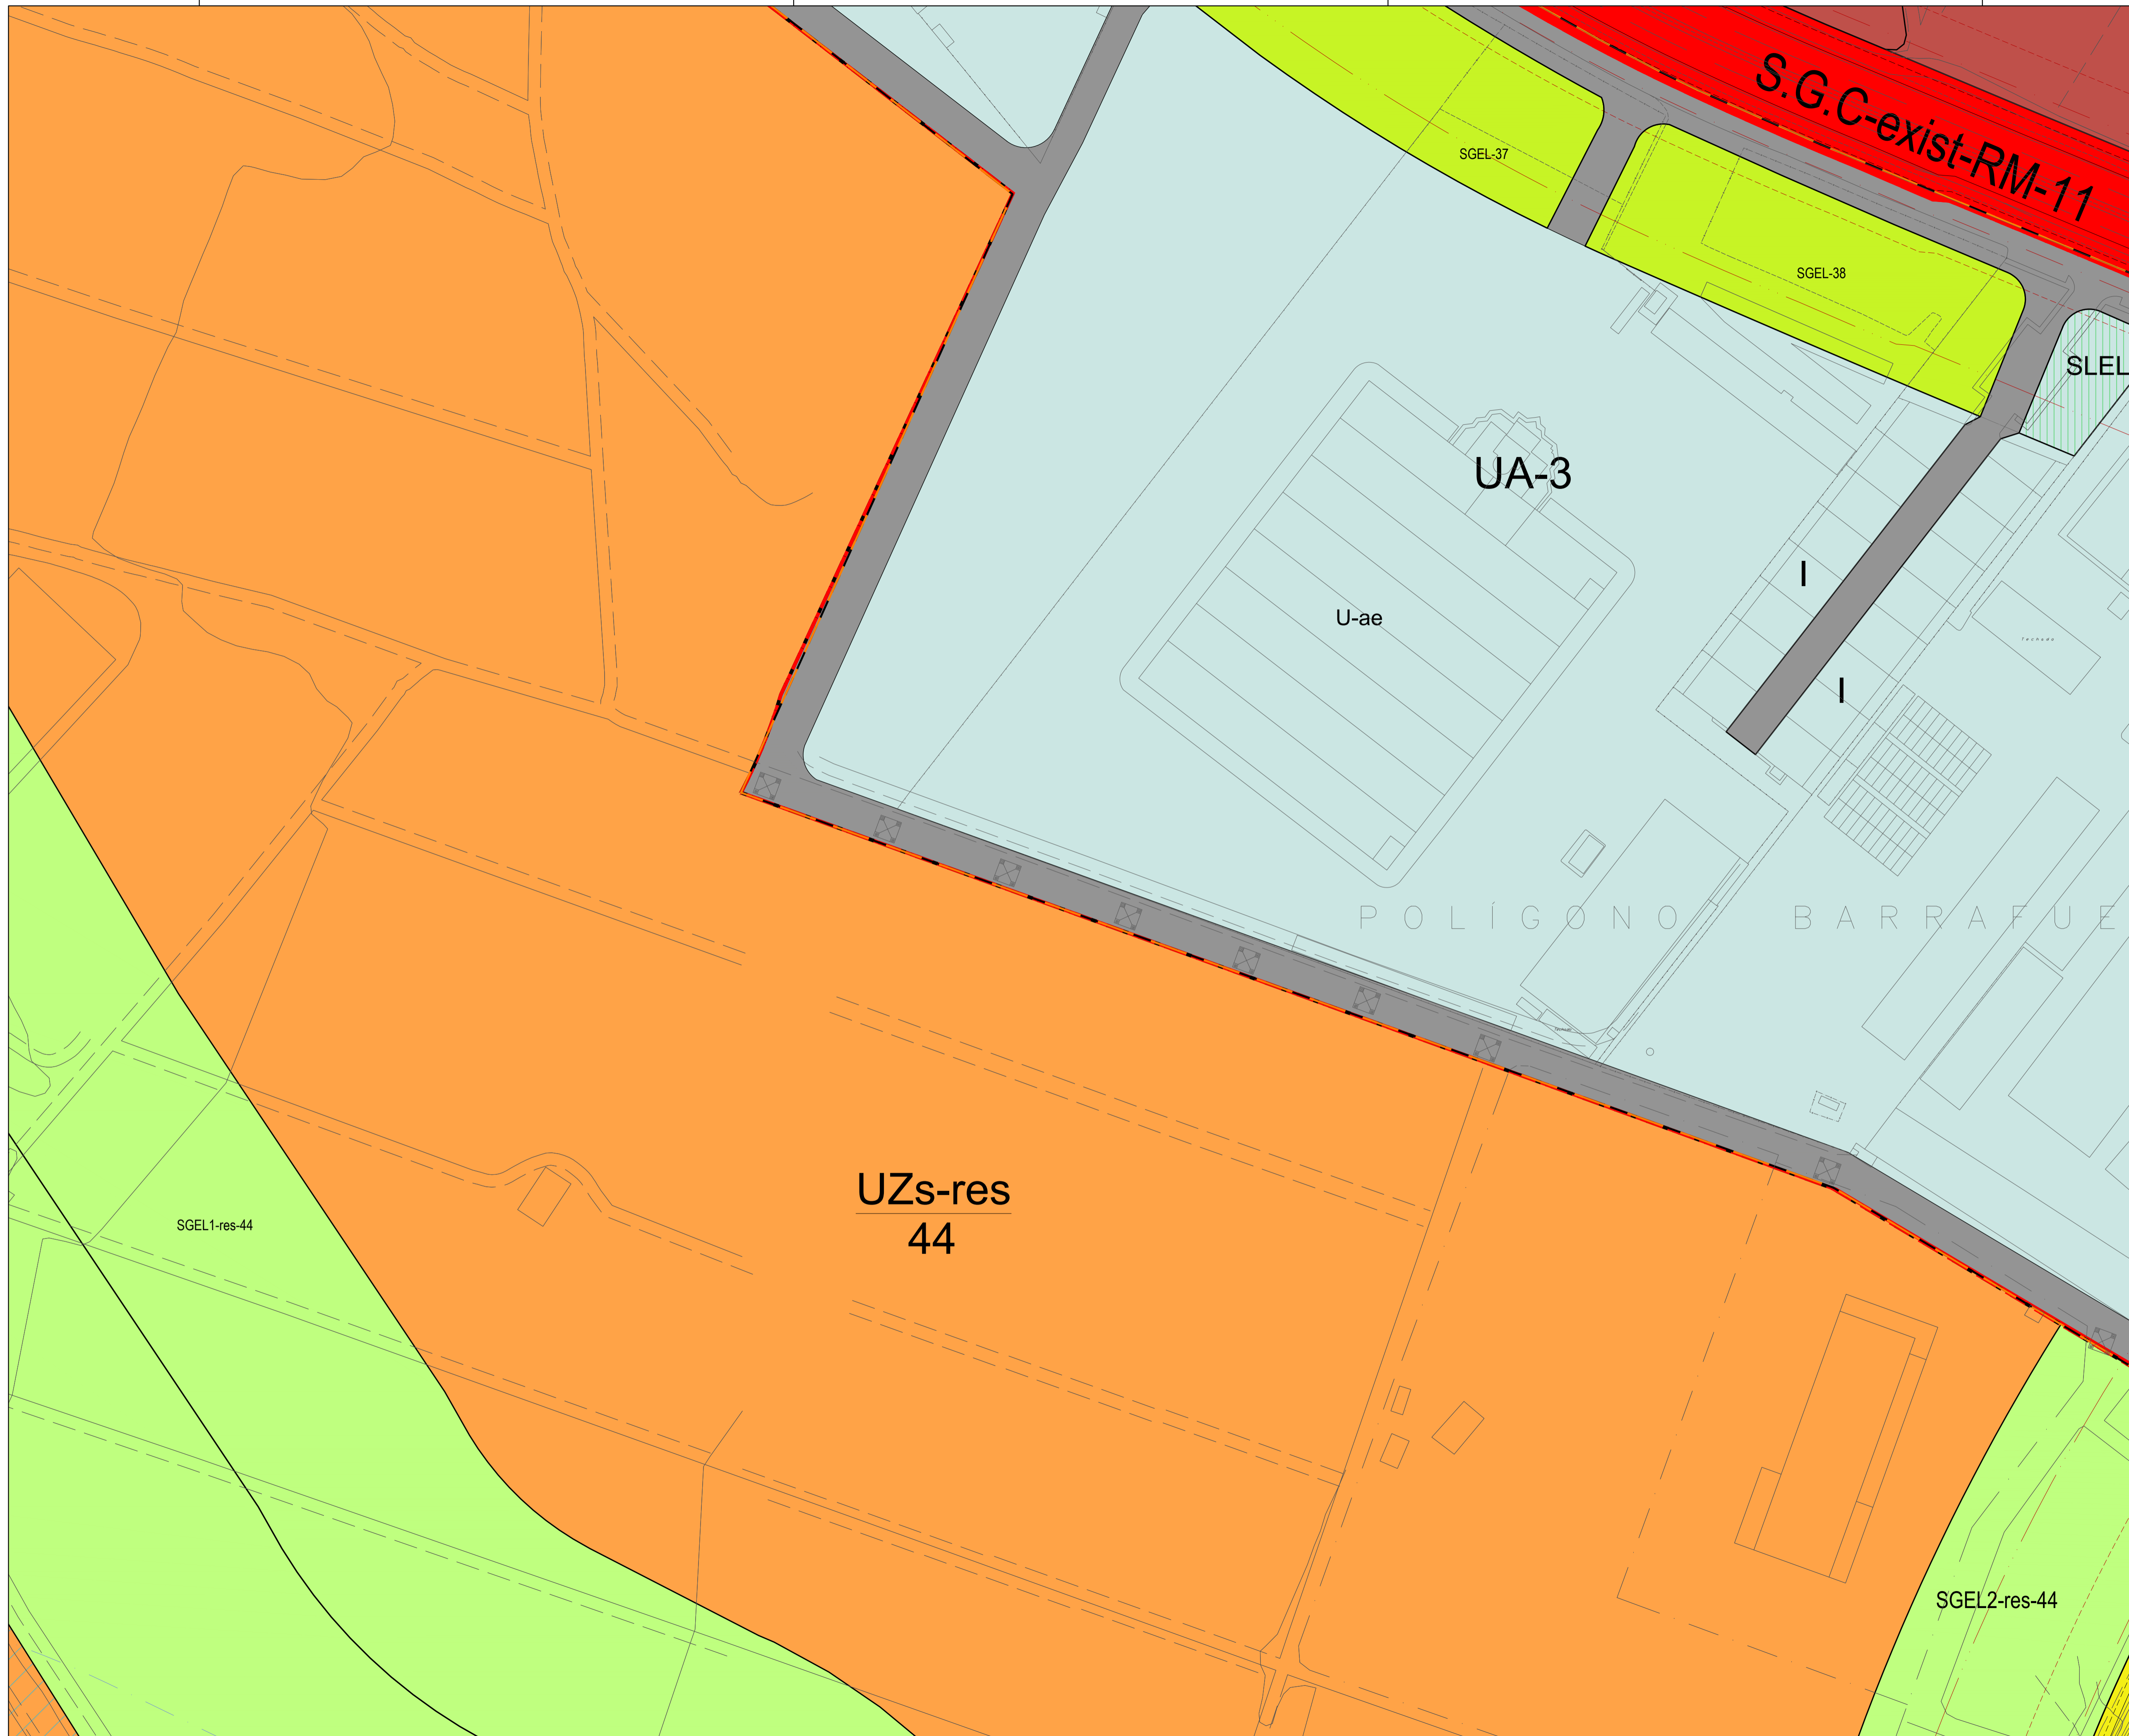 S.G.C-exist-RM-11
SGEL-37
SGEL-38
SLEL
UA-3
I
U-ae
Techado
I
POLÍGONO BARRAFUE
UZs-res
44
SGEL1-res-44
SGEL2-res-44